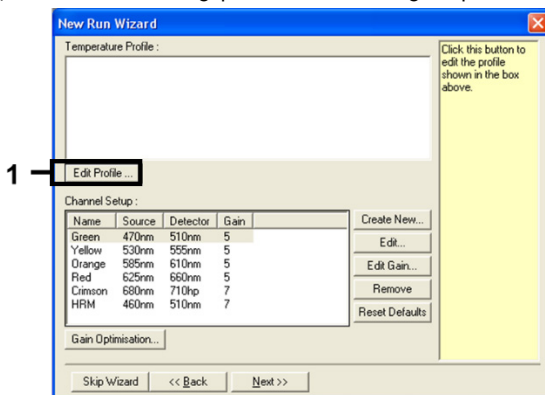 New Run Wizard
Temperature Profile :
Click this button to
edit the profile
shown in the box
above.
1
Edit Profile ...
Channel Setup :
Name Source Detector Gain
Green 470nm 510nm 5
Yellow 530nm 555nm 5
Orange 585nm 610nm 5
Red 625nm 660nm 5
Crimson 680nm 710hp 7
HRM 460nm 510nm 7
Create New...
Edit...
Edit Gain...
Remove
Reset Defaults
Gain Optimisation...
Skip Wizard
<< Back
Next >>